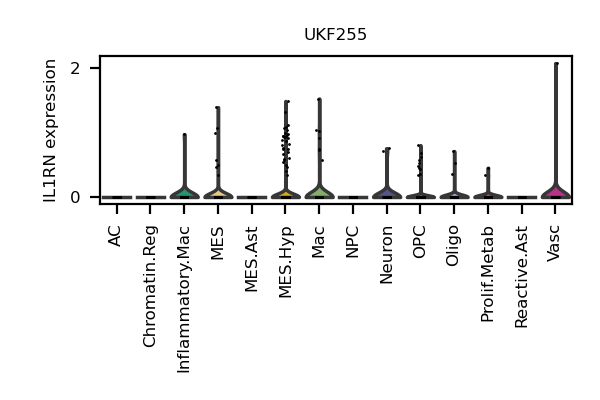 UKF255
IL1RN expression
2
0
AC
Chromatin.Reg
Inflammatory.Mac
MES
MES.Ast
MES.Hyp
Mac
NPC
Neuron
OPC
Oligo
Prolif.Metab
Reactive.Ast
Vasc